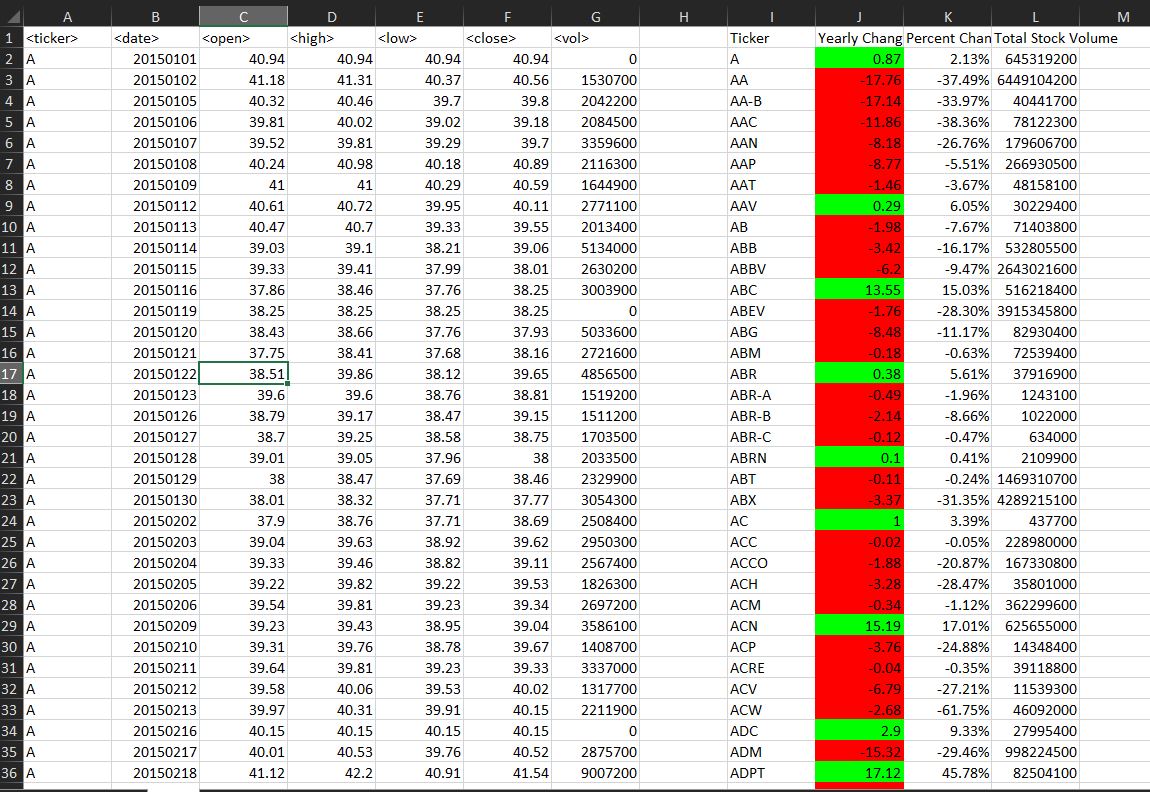 A B C D E F G H I J K L M
1 <ticker> <date> <open> <high> <low> <close> <vol> Ticker Yearly Chang Percent Chan Total Stock Volume
2 A 20150101 40.94 40.94 40.94 40.94 0 A 0.87 2.13% 645319200
3 A 20150102 41.18 41.31 40.37 40.56 1530700 AA -17.76 -37.49% 6449104200
4 A 20150105 40.32 40.46 39.7 39.8 2042200 AA-B -17.14 -33.97% 40441700
5 A 20150106 39.81 40.02 39.02 39.18 2084500 AAC -11.86 -38.36% 78122300
6 A 20150107 39.52 39.81 39.29 39.7 3359600 AAN -8.18 -26.76% 179606700
7 A 20150108 40.24 40.98 40.18 40.89 2116300 AAP -8.77 -5.51% 266930500
8 A 20150109 41 41 40.29 40.59 1644900 AAT -1.46 -3.67% 48158100
9 A 20150112 40.61 40.72 39.95 40.11 2771100 AAV 0.29 6.05% 30229400
10 A 20150113 40.47 40.7 39.33 39.55 2013400 AB -1.98 -7.67% 71403800
11 A 20150114 39.03 39.1 38.21 39.06 5134000 ABB -3.42 -16.17% 532805500
12 A 20150115 39.33 39.41 37.99 38.01 2630200 ABBV -6.2 -9.47% 2643021600
13 A 20150116 37.86 38.46 37.76 38.25 3003900 ABC 13.55 15.03% 516218400
14 A 20150119 38.25 38.25 38.25 38.25 0 ABEV -1.76 -28.30% 3915345800
15 A 20150120 38.43 38.66 37.76 37.93 5033600 ABG -8.48 -11.17% 82930400
16 A 20150121 37.75 38.41 37.68 38.16 2721600 ABM -0.18 -0.63% 72539400
17 A 20150122 38.51 39.86 38.12 39.65 4856500 ABR 0.38 5.61% 37916900
18 A 20150123 39.6 39.6 38.76 38.81 1519200 ABR-A -0.49 -1.96% 1243100
19 A 20150126 38.79 39.17 38.47 39.15 1511200 ABR-B -2.14 -8.66% 1022000
20 A 20150127 38.7 39.25 38.58 38.75 1703500 ABR-C -0.12 -0.47% 634000
21 A 20150128 39.01 39.05 37.96 38 2033500 ABRN 0.1 0.41% 2109900
22 A 20150129 38 38.47 37.69 38.46 2329900 ABT -0.11 -0.24% 1469310700
23 A 20150130 38.01 38.32 37.71 37.77 3054300 ABX -3.37 -31.35% 4289215100
24 A 20150202 37.9 38.76 37.71 38.69 2508400 AC 1 3.39% 437700
25 A 20150203 39.04 39.63 38.92 39.62 2950300 ACC -0.02 -0.05% 228980000
26 A 20150204 39.33 39.46 38.82 39.11 2567400 ACCO -1.88 -20.87% 167330800
27 A 20150205 39.22 39.82 39.22 39.53 1826300 ACH -3.28 -28.47% 35801000
28 A 20150206 39.54 39.81 39.23 39.34 2697200 ACM -0.34 -1.12% 362299600
29 A 20150209 39.23 39.43 38.95 39.04 3586100 ACN 15.19 17.01% 625655000
30 A 20150210 39.31 39.76 38.78 39.67 1408700 ACP -3.76 -24.88% 14348400
31 A 20150211 39.64 39.81 39.23 39.33 3337000 ACRE -0.04 -0.35% 39118800
32 A 20150212 39.58 40.06 39.53 40.02 1317700 ACV -6.79 -27.21% 11539300
33 A 20150213 39.97 40.31 39.91 40.15 2211900 ACW -2.68 -61.75% 46092000
34 A 20150216 40.15 40.15 40.15 40.15 0 ADC 2.9 9.33% 27995400
35 A 20150217 40.01 40.53 39.76 40.52 2875700 ADM -15.32 -29.46% 998224500
36 A 20150218 41.12 42.2 40.91 41.54 9007200 ADPT 17.12 45.78% 82504100